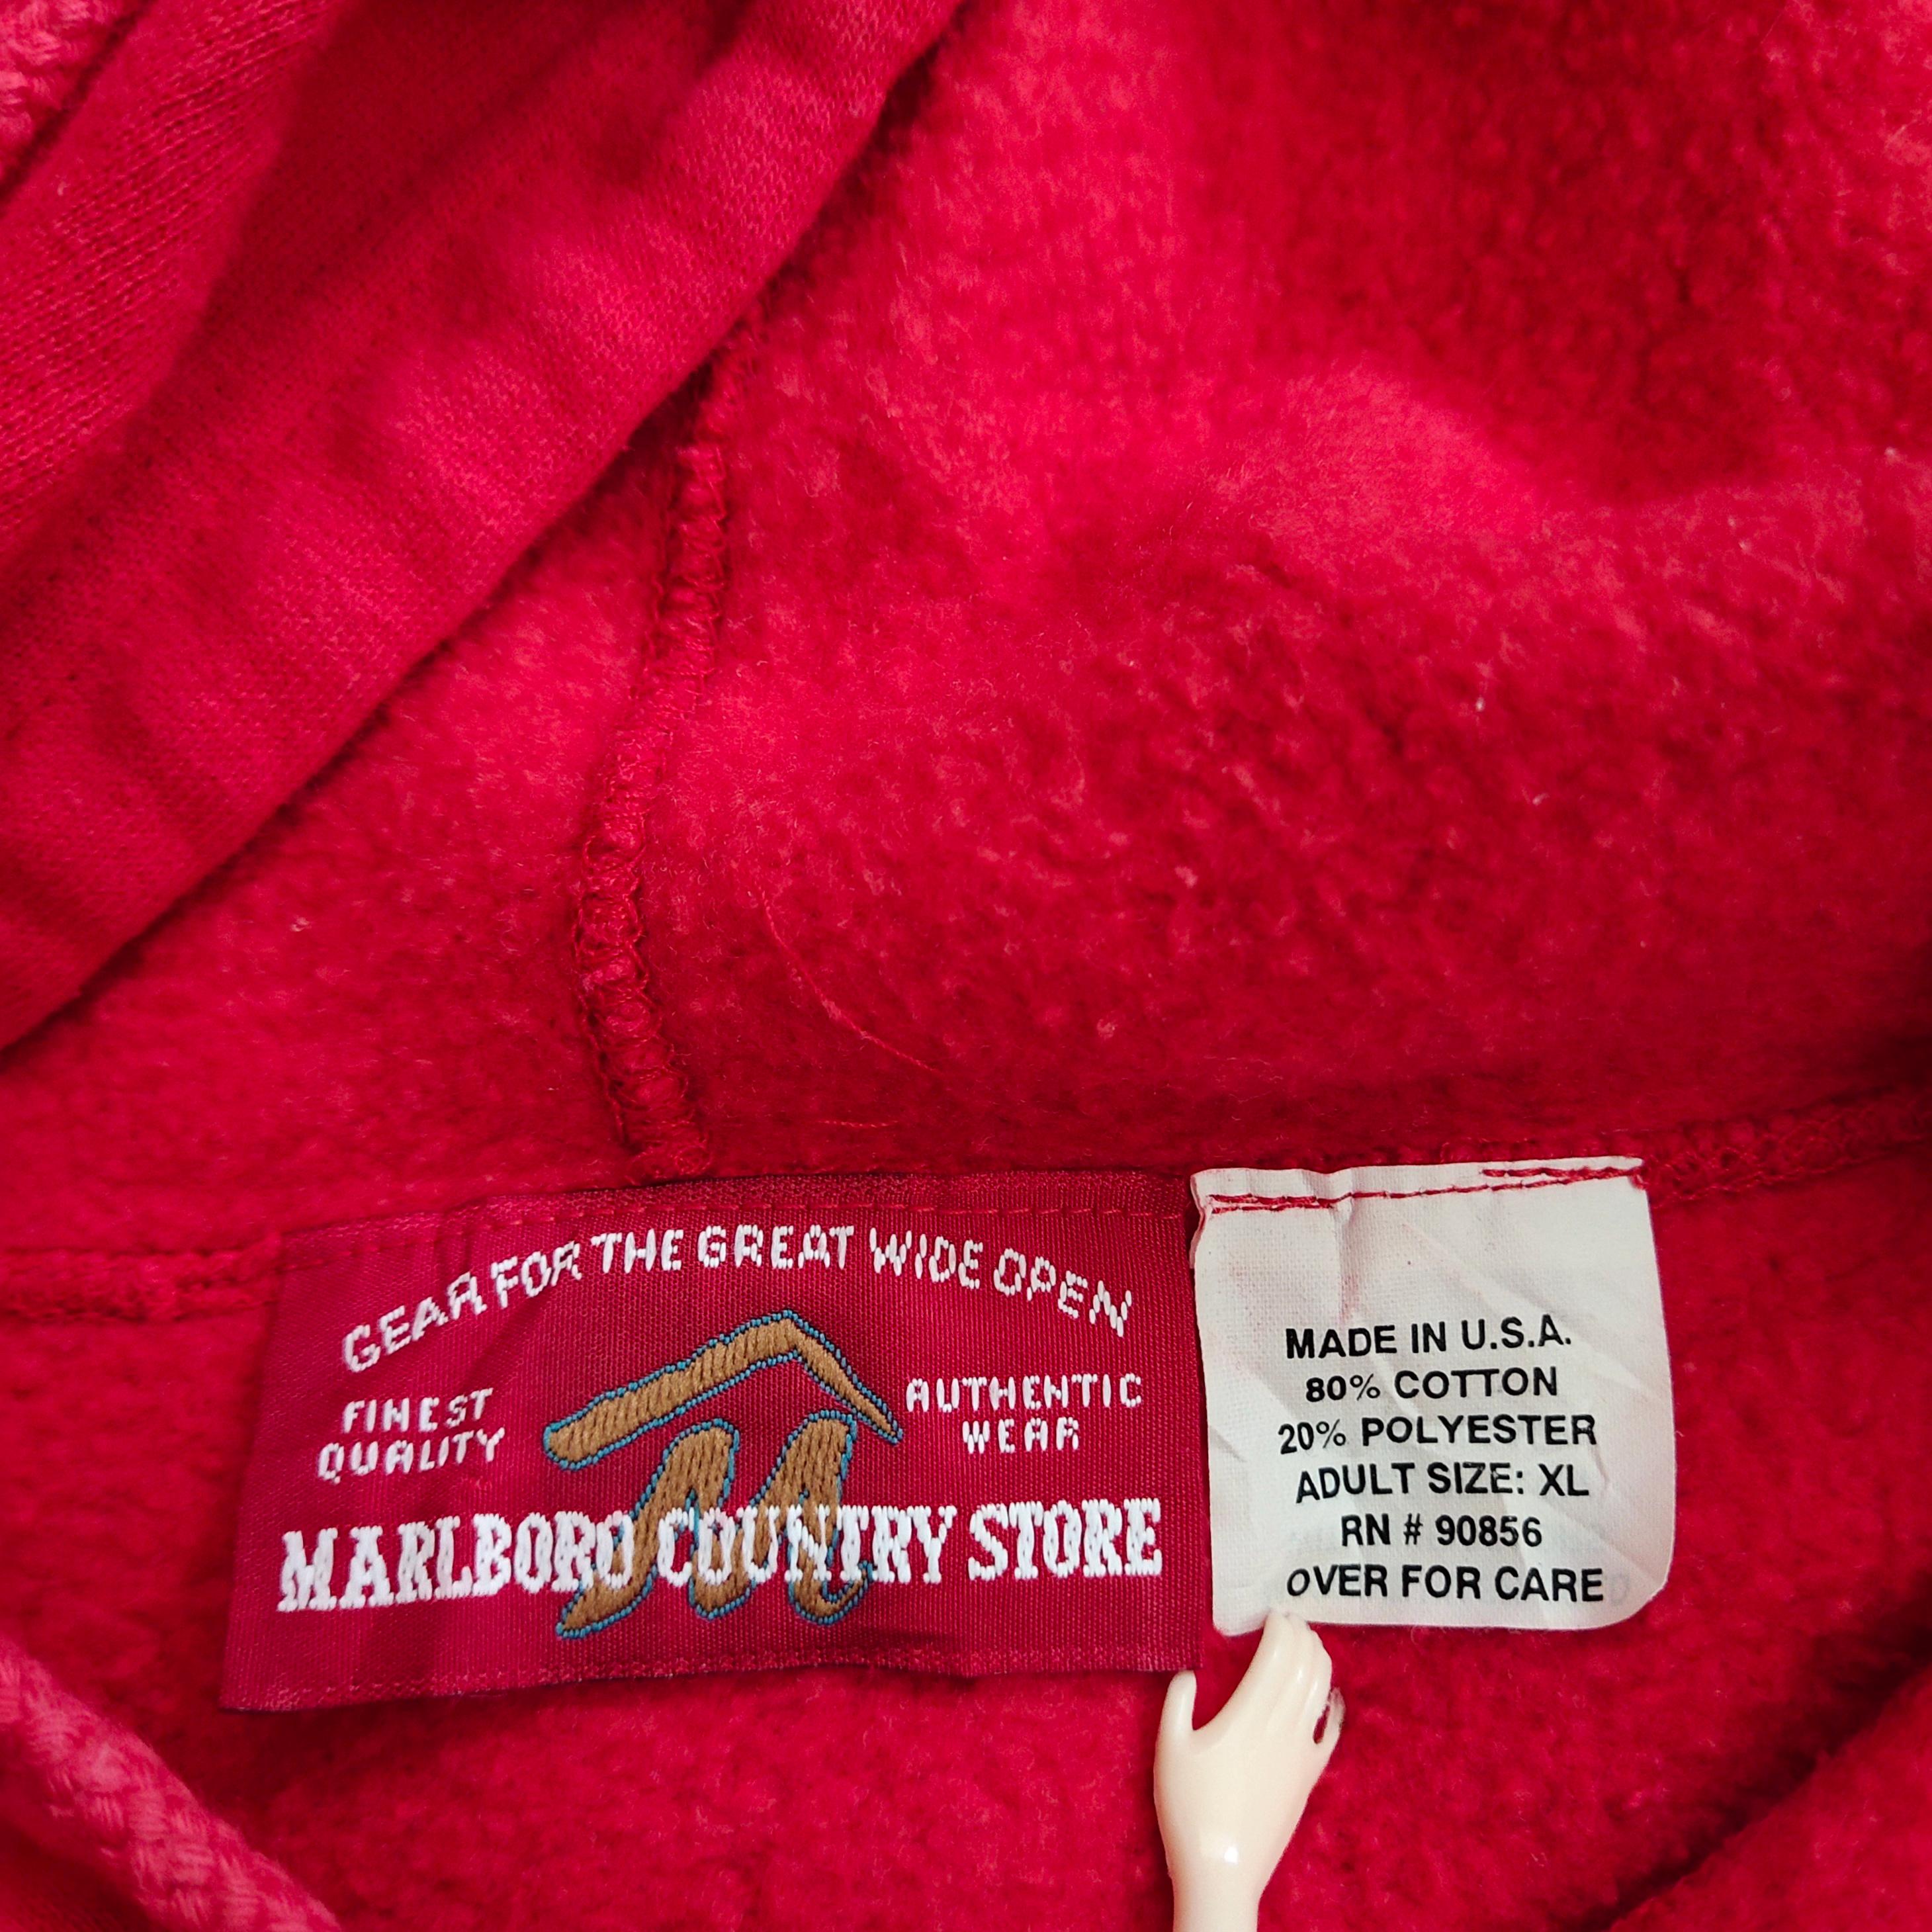 GEAR FOR THE GREAT WIDE OPEN
FINEST
QUALITY
AUTHENTIC
WEAR
MARLBORO COUNTRY STORE
MADE IN U.S.A.
80% COTTON
20% POLYESTER
ADULT SIZE: XL
RN # 90856
OVER FOR CARE